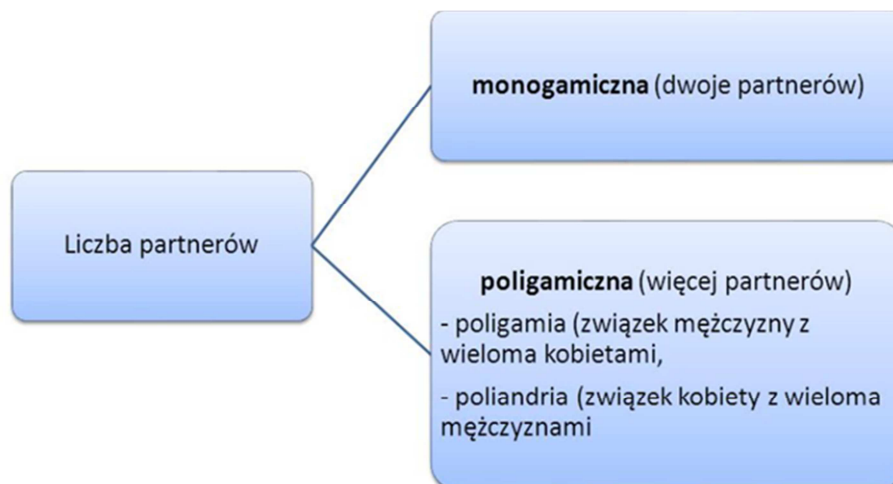 Liczba partnerów
monogamiczna (dwoje partnerów)
poligamiczna (więcej partnerów)
- poligamia (związek mężczyzny z
wieloma kobietami,
- poliandria (związek kobiety z wieloma
mężczyznami